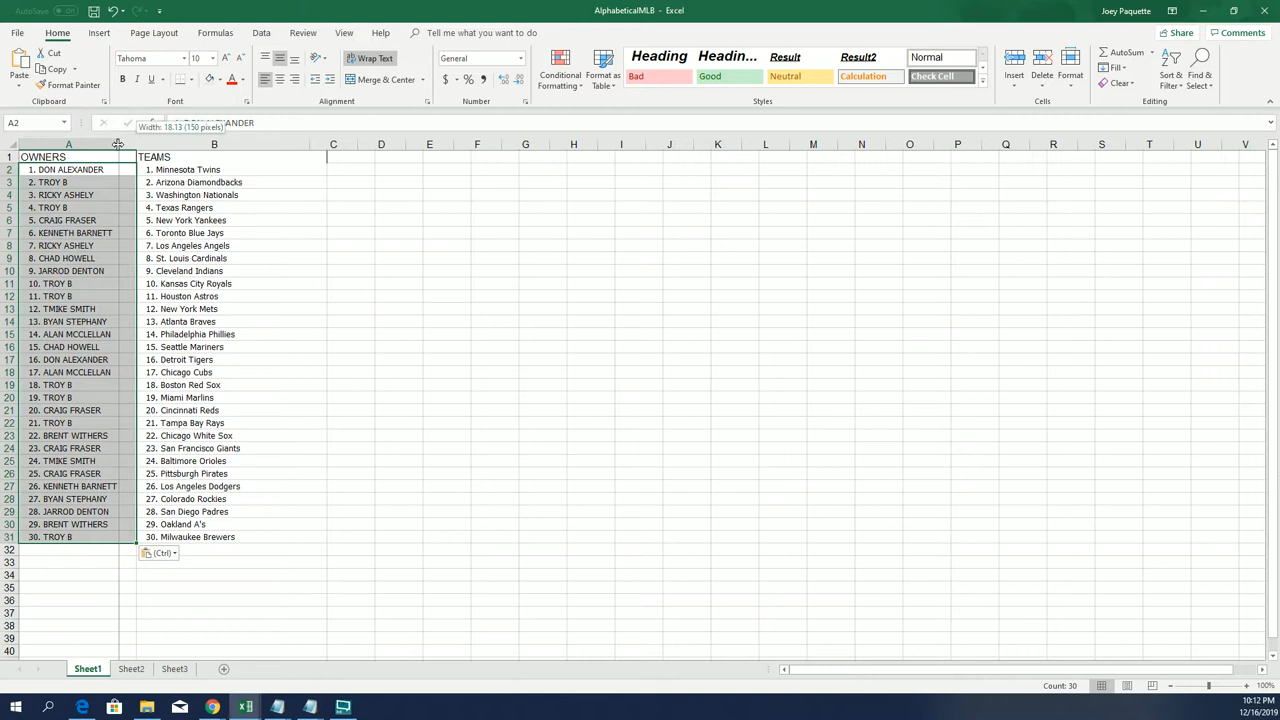 AutoSave Off
AlphabeticalMLB - Excel
Joey Paquette
File Home Insert Page Layout Formulas Data Review View Help Tell me what you want to do
Share Comments
Paste Cut Copy Format Painter Clipboard
Tahoma 10 A A B I U A Font
Wrap Text Merge & Center Alignment
General $ % , Number
Conditional Formatting Format as Table
Heading Headin... Result Result2 Normal
Bad Good Neutral Calculation Check Cell
Styles
Insert Delete Format Cells
AutoSum Fill Clear Sort & Filter Find & Select Editing
A2
Width: 18.13 (150 pixels)
A B C D E F G H I J K L M N O P Q R S T U V
1 OWNERS TEAMS
2 1. DON ALEXANDER 1. Minnesota Twins
3 2. TROY B 2. Arizona Diamondbacks
4 3. RICKY ASHELY 3. Washington Nationals
5 4. TROY B 4. Texas Rangers
6 5. CRAIG FRASER 5. New York Yankees
7 6. KENNETH BARNETT 6. Toronto Blue Jays
8 7. RICKY ASHELY 7. Los Angeles Angels
9 8. CHAD HOWELL 8. St. Louis Cardinals
10 9. JARROD DENTON 9. Cleveland Indians
11 10. TROY B 10. Kansas City Royals
12 11. TROY B 11. Houston Astros
13 12. TMIKE SMITH 12. New York Mets
14 13. BYAN STEPHANY 13. Atlanta Braves
15 14. ALAN MCCLELLAN 14. Philadelphia Phillies
16 15. CHAD HOWELL 15. Seattle Mariners
17 16. DON ALEXANDER 16. Detroit Tigers
18 17. ALAN MCCLELLAN 17. Chicago Cubs
19 18. TROY B 18. Boston Red Sox
20 19. TROY B 19. Miami Marlins
21 20. CRAIG FRASER 20. Cincinnati Reds
22 21. TROY B 21. Tampa Bay Rays
23 22. BRENT WITHERS 22. Chicago White Sox
24 23. CRAIG FRASER 23. San Francisco Giants
25 24. TMIKE SMITH 24. Baltimore Orioles
26 25. CRAIG FRASER 25. Pittsburgh Pirates
27 26. KENNETH BARNETT 26. Los Angeles Dodgers
28 27. BYAN STEPHANY 27. Colorado Rockies
29 28. JARROD DENTON 28. San Diego Padres
30 29. BRENT WITHERS 29. Oakland A's
31 30. TROY B 30. Milwaukee Brewers
32 (Ctrl)
33
34
35
36
37
38
39
40
Sheet1 Sheet2 Sheet3
Count: 30 100%
10:12 PM
12/16/2019